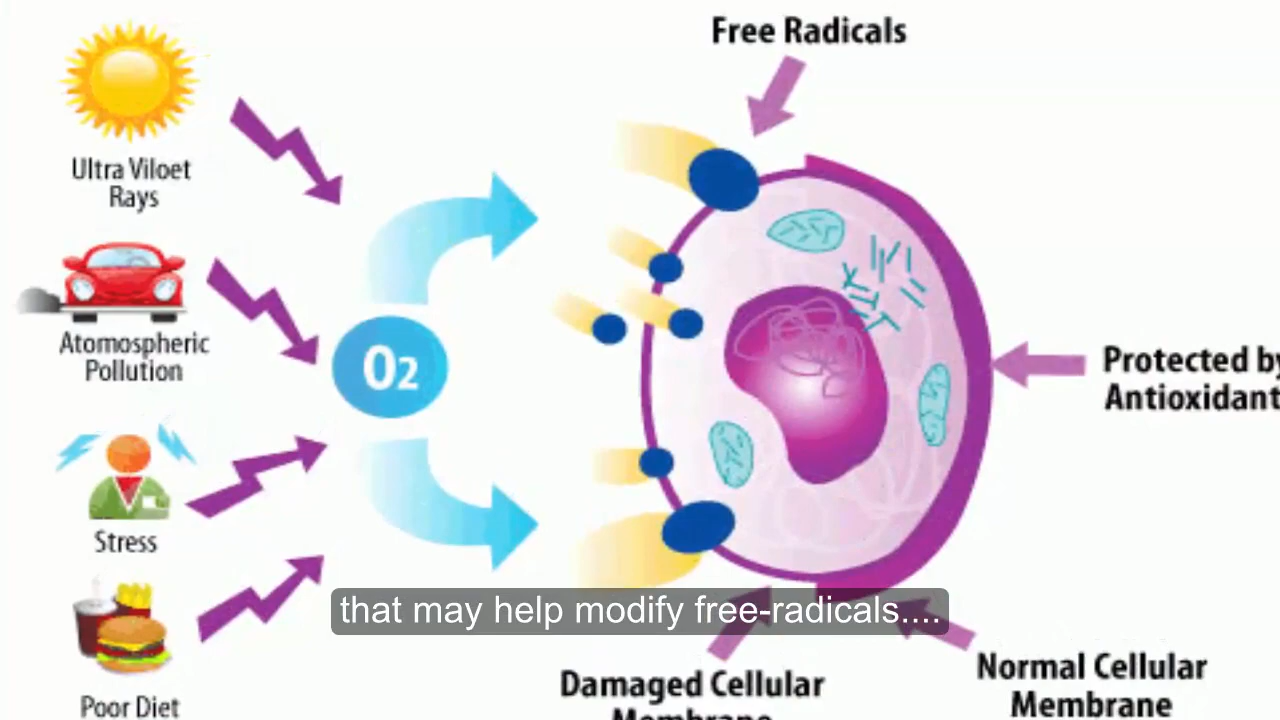 Free Radicals
Ultra Viloet
Rays
Atomospheric
Pollution
O2
Protected by
Antioxidant
Stress
that may help modify free-radicals....
Poor Diet
Damaged Cellular
Membrane
Normal Cellular
Membrane